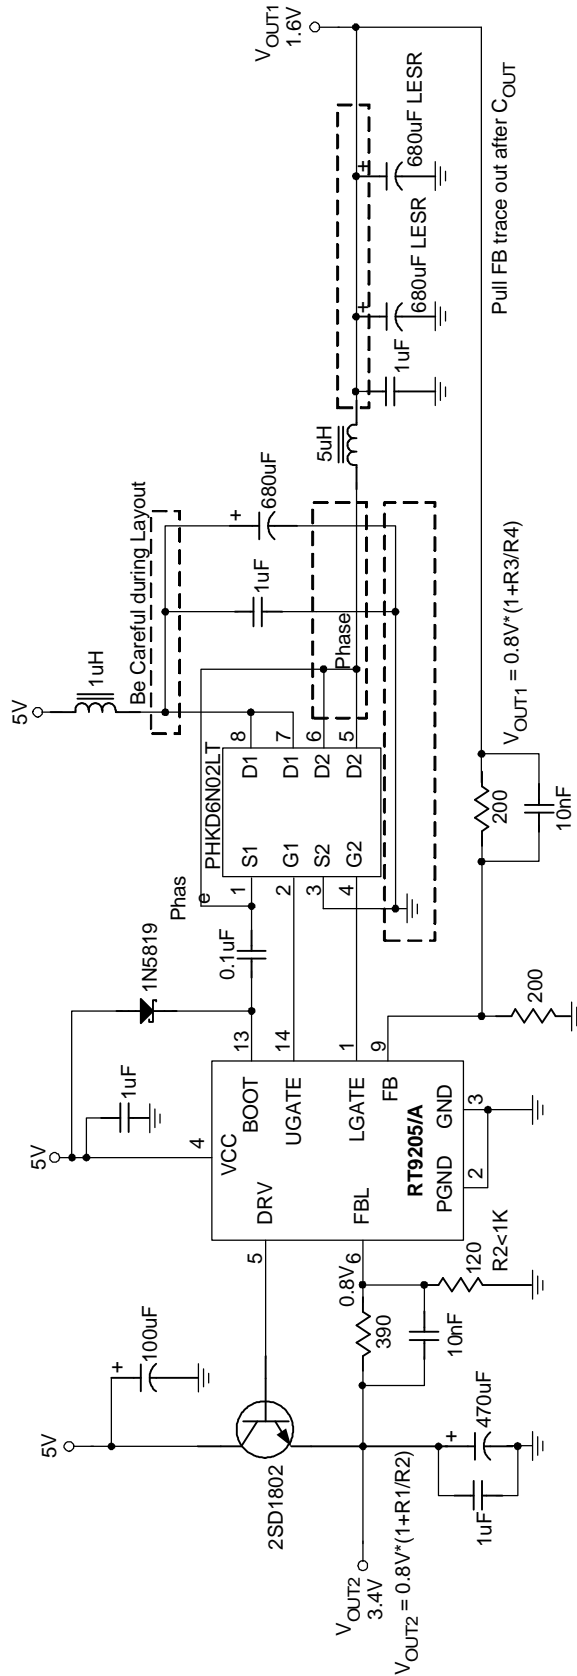 5V
2SD1802
100uF
+
VOUT2
3.4V
VOUT2 = 0.8V*(1+R1/R2)
1uF
470uF
+
390
10nF
120
R2<1K
0.8V
5V
1uF
1N5819
4
VCC
5
DRV
6
FBL
BOOT
13
UGATE
14
LGATE
1
FB
9
RT9205/A
PGND
GND
2
3
0.1uF
Phas
e
PHKD6N02LT
1
S1
2
G1
3
S2
4
G2
D1
8
D1
7
D2
6
D2
5
5V
1uH
Be Careful during Layout
1uF
680uF
+
Phase
5uH
1uF
680uF LESR
+
680uF LESR
+
VOUT1
1.6V
Pull FB trace out after COUT
VOUT1 = 0.8V*(1+R3/R4)
200
10nF
200